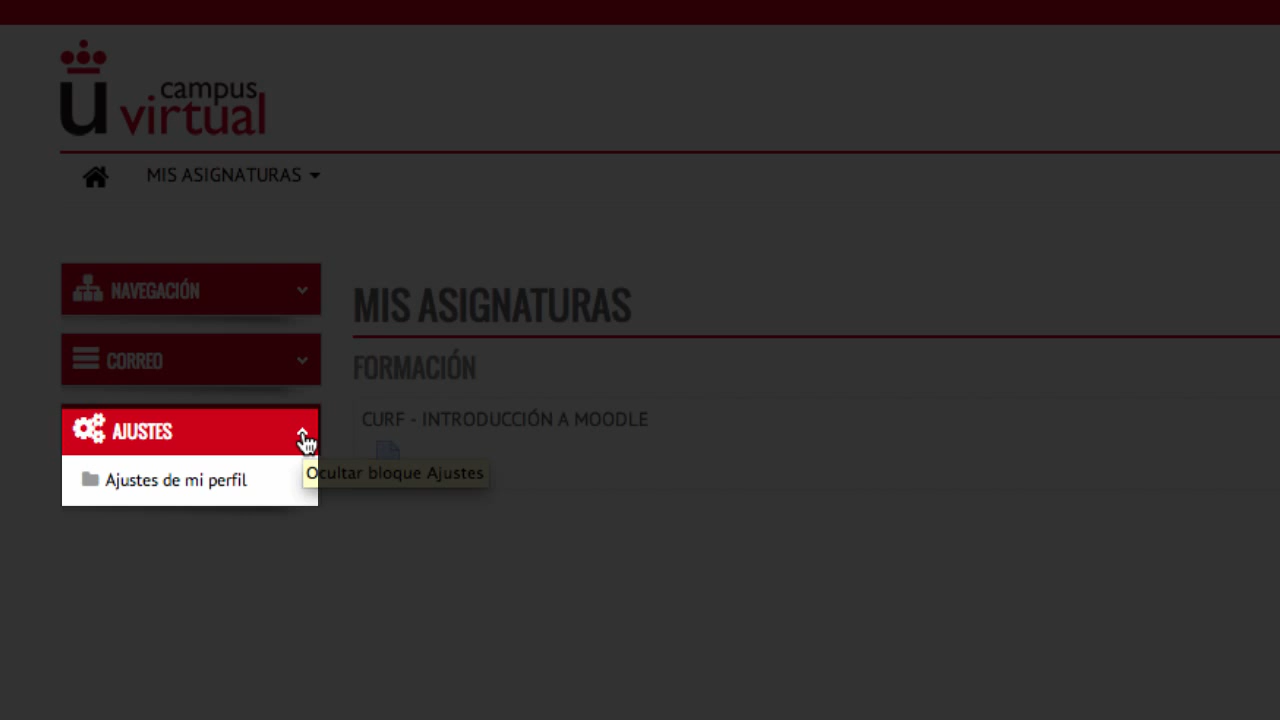 campus
u virtual
MIS ASIGNATURAS
NAVEGACIÓN
CORREO
AJUSTES
Ajustes de mi perfil
Ocultar bloque Ajustes
MIS ASIGNATURAS
FORMACIÓN
CURF - INTRODUCCIÓN A MOODLE